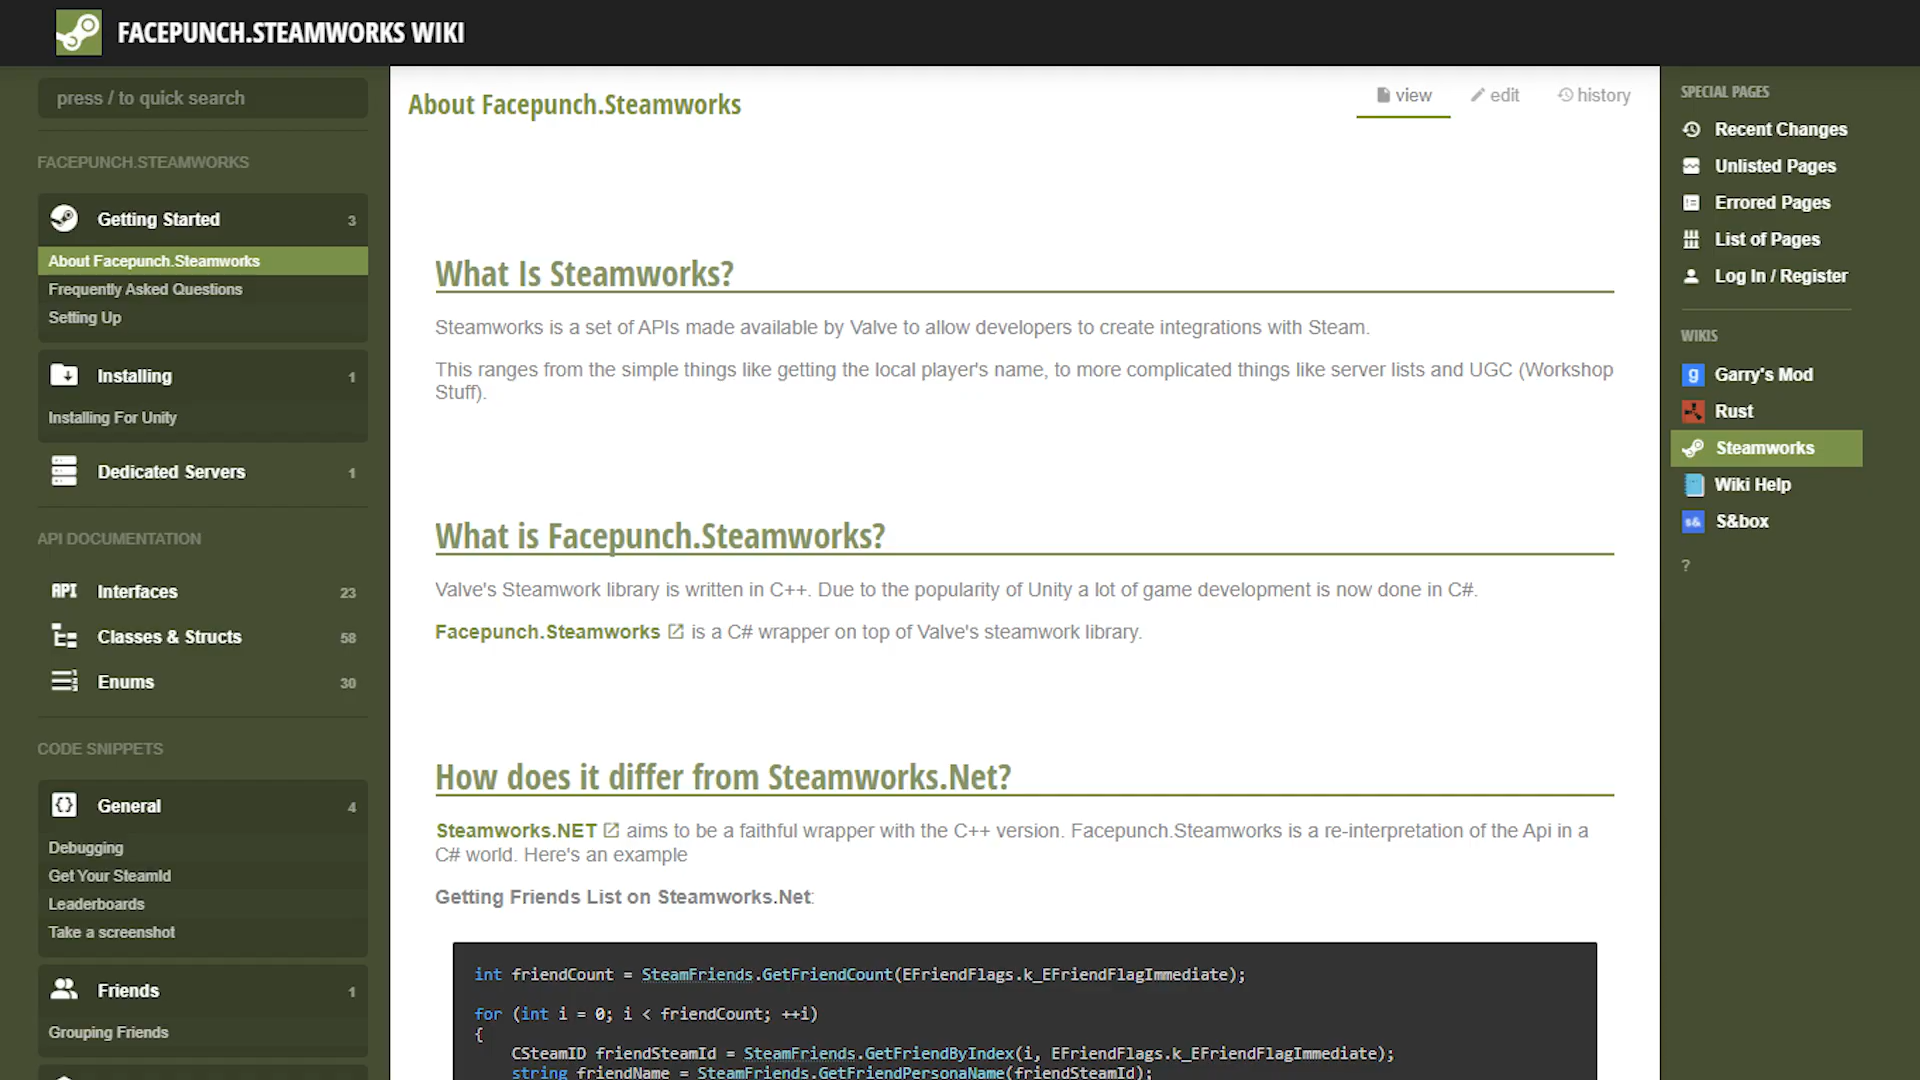 FACEPUNCH.STEAMWORKS WIKI
press / to quick search
FACEPUNCH.STEAMWORKS
Getting Started 3
About Facepunch.Steamworks
Frequently Asked Questions
Setting Up
Installing 1
Installing For Unity
Dedicated Servers 1
API DOCUMENTATION
API Interfaces 23
Classes & Structs 58
Enums 30
CODE SNIPPETS
General 4
Debugging
Get Your SteamId
Leaderboards
Take a screenshot
Friends 1
Grouping Friends
About Facepunch.Steamworks
view edit history
What Is Steamworks?
Steamworks is a set of APIs made available by Valve to allow developers to create integrations with Steam.
This ranges from the simple things like getting the local player's name, to more complicated things like server lists and UGC (Workshop
Stuff).
What is Facepunch.Steamworks?
Valve's Steamwork library is written in C++. Due to the popularity of Unity a lot of game development is now done in C#.
Facepunch.Steamworks is a C# wrapper on top of Valve's steamwork library.
How does it differ from Steamworks.Net?
Steamworks.NET aims to be a faithful wrapper with the C++ version. Facepunch.Steamworks is a re-interpretation of the Api in a
C# world. Here's an example
Getting Friends List on Steamworks.Net:
int friendCount = SteamFriends.GetFriendCount(EFriendFlags.k_EFriendFlagImmediate);
for (int i = 0; i < friendCount; ++i)
{
CSteamID friendSteamId = SteamFriends.GetFriendByIndex(i, EFriendFlags.k_EFriendFlagImmediate);
string friendName = SteamFriends.GetFriendPersonaName(friendSteamId);
SPECIAL PAGES
Recent Changes
Unlisted Pages
Errored Pages
List of Pages
Log In / Register
WIKIS
g Garry's Mod
Rust
Steamworks
Wiki Help
s& S&box
?